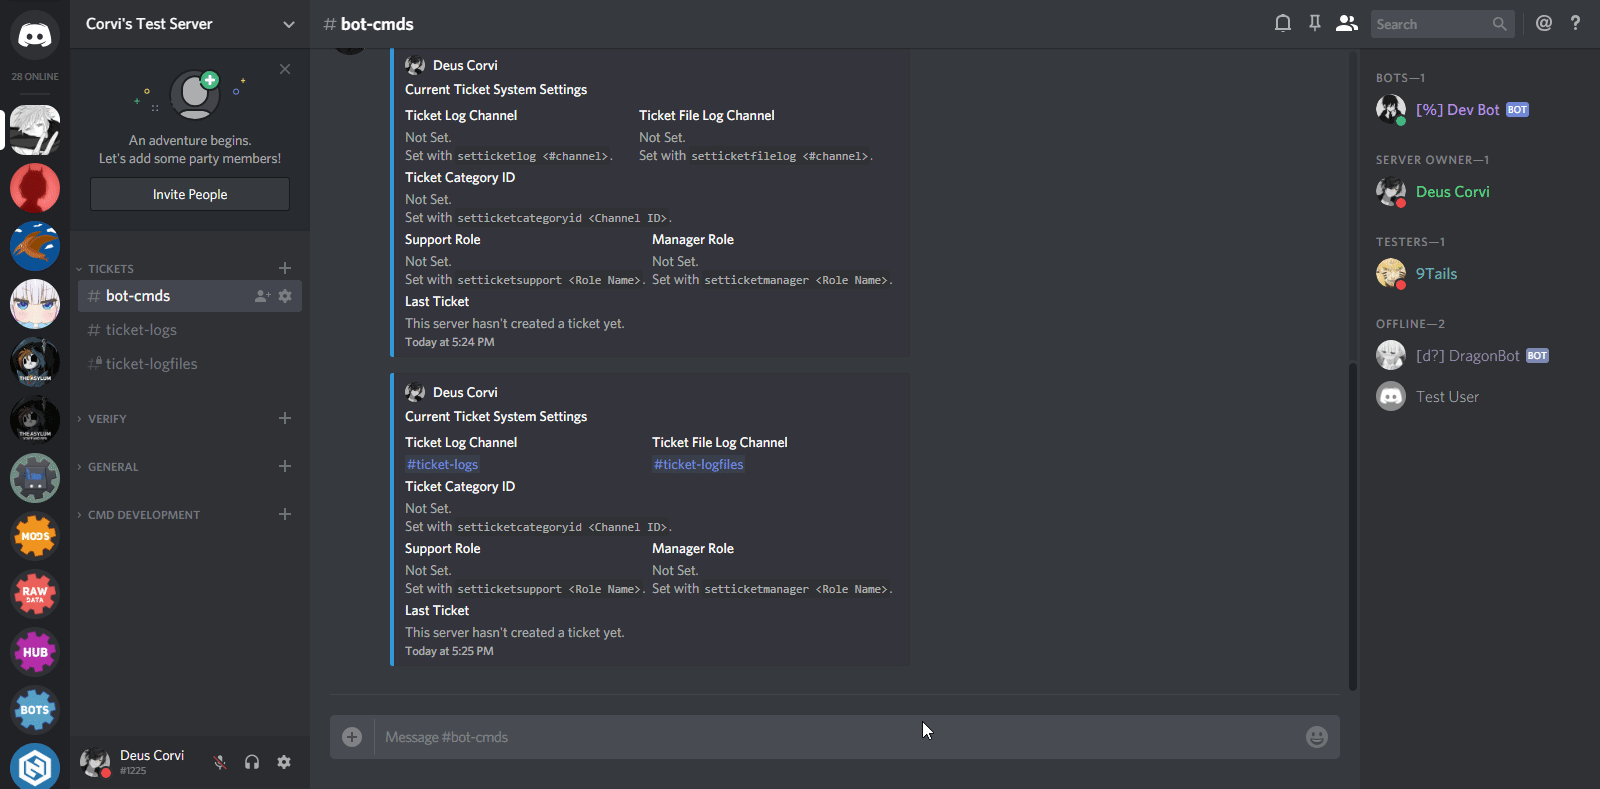 28 ONLINE
THE ASYLUM
THE ASYLUM
MODS
RAW
DATA
HUB
BOTS
Corvi's Test Server
An adventure begins.
Let's add some party members!
Invite People
TICKETS
# bot-cmds
# ticket-logs
# ticket-logfiles
VERIFY
GENERAL
CMD DEVELOPMENT
Deus Corvi
#1225
# bot-cmds
Search
@ ?
Deus Corvi
Current Ticket System Settings
Ticket Log Channel Ticket File Log Channel
Not Set. Not Set.
Set with setticketlog <#channel>. Set with setticketfilelog <#channel>.
Ticket Category ID
Not Set.
Set with setticketcategoryid <Channel ID>.
Support Role Manager Role
Not Set. Not Set.
Set with setticketsupport <Role Name>. Set with setticketmanager <Role Name>.
Last Ticket
This server hasn't created a ticket yet.
Today at 5:24 PM
Deus Corvi
Current Ticket System Settings
Ticket Log Channel Ticket File Log Channel
#ticket-logs #ticket-logfiles
Ticket Category ID
Not Set.
Set with setticketcategoryid <Channel ID>.
Support Role Manager Role
Not Set. Not Set.
Set with setticketsupport <Role Name>. Set with setticketmanager <Role Name>.
Last Ticket
This server hasn't created a ticket yet.
Today at 5:25 PM
Message #bot-cmds
BOTS—1
[%] Dev Bot BOT
SERVER OWNER—1
Deus Corvi
TESTERS—1
9Tails
OFFLINE—2
[d?] DragonBot BOT
Test User